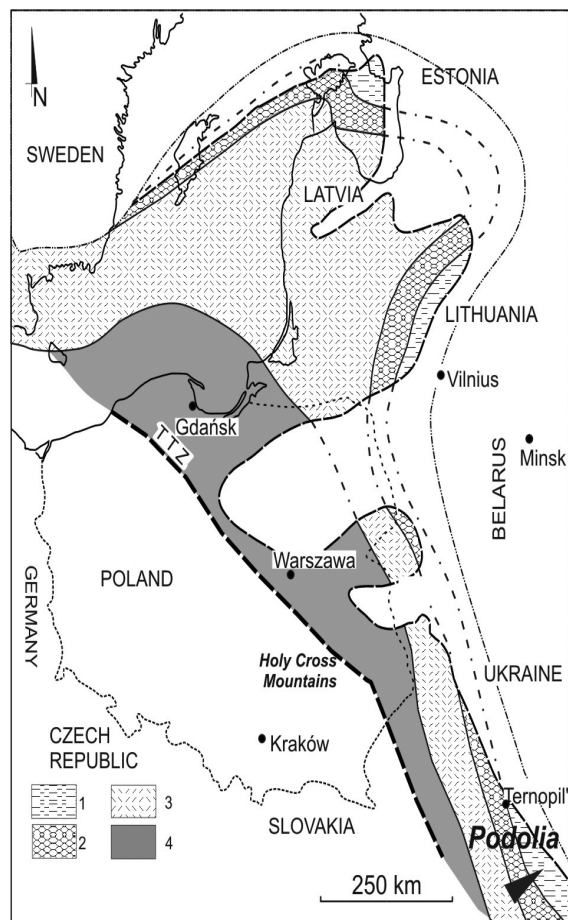 ESTONIA
N
SWEDEN
LATVIA
LITHUANIA
Vilnius
Gdańsk
TTZ
Minsk
BELARUS
Warszawa
POLAND
GERMANY
Holy Cross
Mountains
UKRAINE
Kraków
CZECH
REPUBLIC
1
3
2
4
SLOVAKIA
Ternopil'
Podolia
250 km